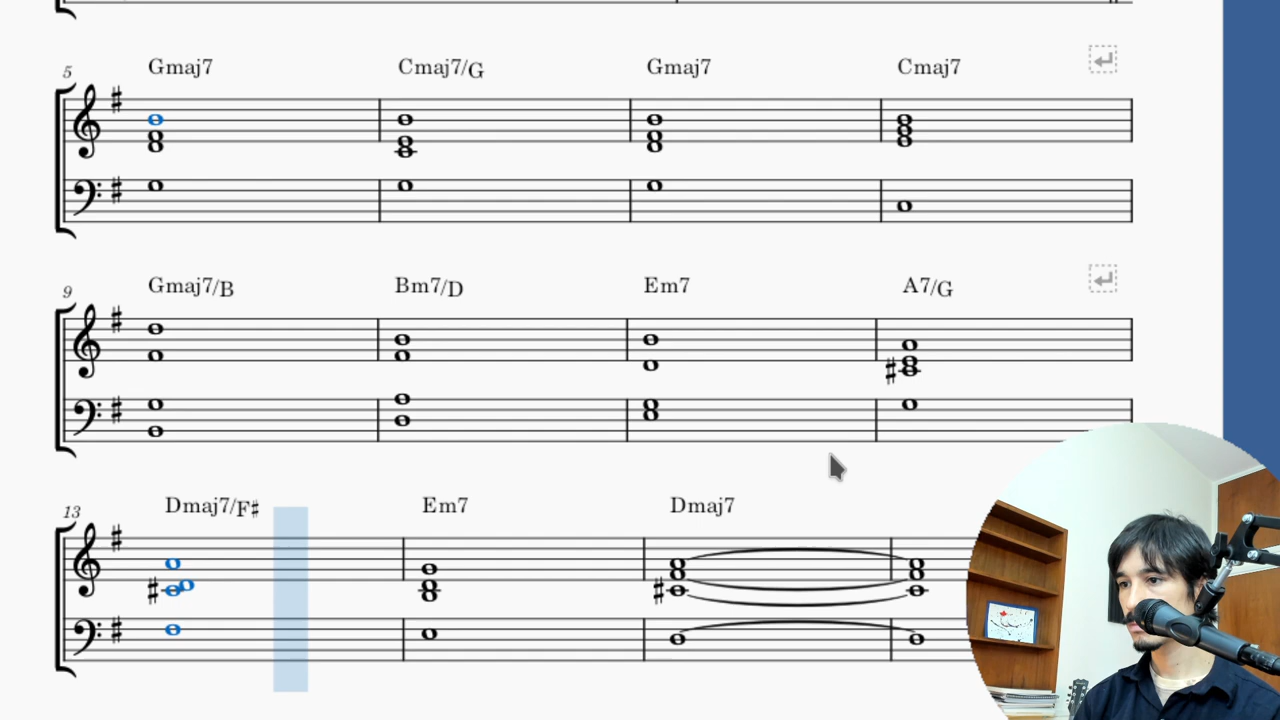 5 Gmaj7 Cmaj7/G Gmaj7 Cmaj7
9 Gmaj7/B Bm7/D Em7 A7/G
13 Dmaj7/F♯ Em7 Dmaj7